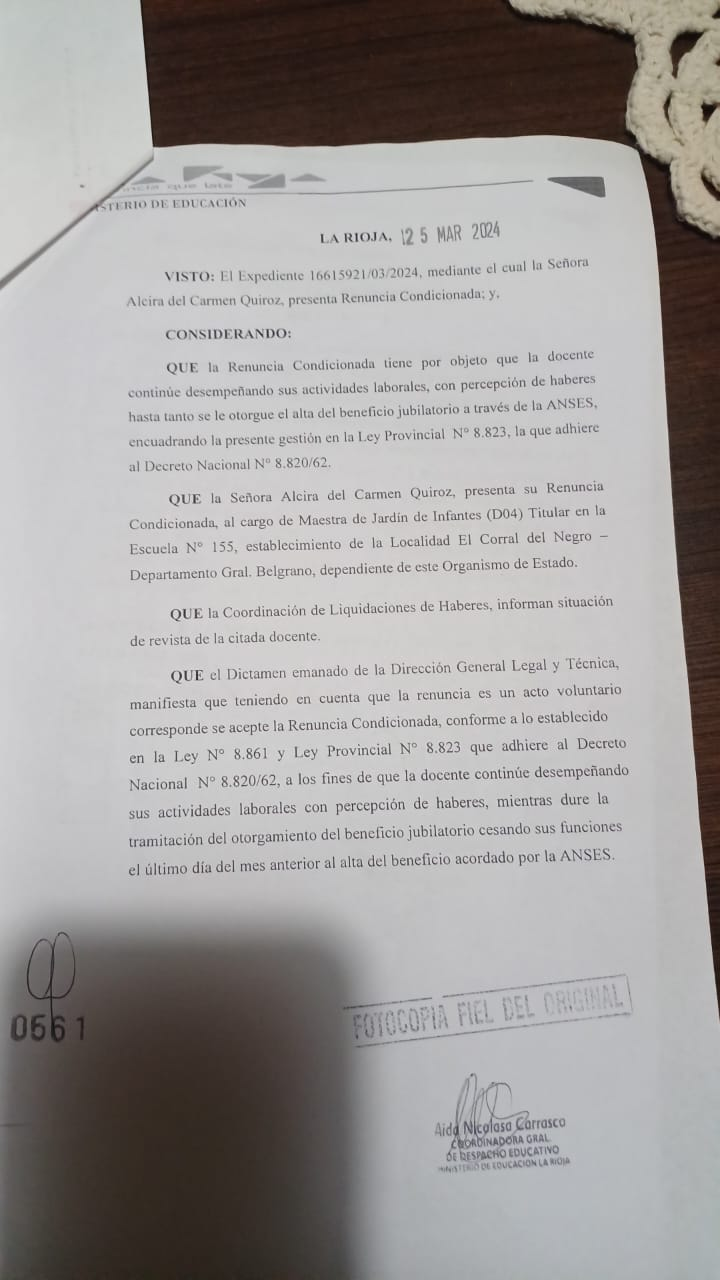 que late
STERIO DE EDUCACIÓN
LA RIOJA, 25 MAR 2024
VISTO: El Expediente 16615921/03/2024, mediante el cual la Señora
Alcira del Carmen Quiroz, presenta Renuncia Condicionada; y,
CONSIDERANDO:
QUE la Renuncia Condicionada tiene por objeto que la docente
continúe desempeñando sus actividades laborales, con percepción de haberes
hasta tanto se le otorgue el alta del beneficio jubilatorio a través de la ANSES,
encuadrando la presente gestión en la Ley Provincial N° 8.823, la que adhiere
al Decreto Nacional N° 8.820/62.
QUE la Señora Alcira del Carmen Quiroz, presenta su Renuncia
Condicionada, al cargo de Maestra de Jardín de Infantes (D04) Titular en la
Escuela N° 155, establecimiento de la Localidad El Corral del Negro –
Departamento Gral. Belgrano, dependiente de este Organismo de Estado.
QUE la Coordinación de Liquidaciones de Haberes, informan situación
de revista de la citada docente.
QUE el Dictamen emanado de la Dirección General Legal y Técnica,
manifiesta que teniendo en cuenta que la renuncia es un acto voluntario
corresponde se acepte la Renuncia Condicionada, conforme a lo establecido
en la Ley N° 8.861 y Ley Provincial N° 8.823 que adhiere al Decreto
Nacional N° 8.820/62, a los fines de que la docente continúe desempeñando
sus actividades laborales con percepción de haberes, mientras dure la
tramitación del otorgamiento del beneficio jubilatorio cesando sus funciones
el último día del mes anterior al alta del beneficio acordado por la ANSES.
0561
FOTOCOPIA FIEL DEL ORIGINAL
Aida Nicolasa Carrasco
COORDINADORA GRAL.
DE DESPACHO EDUCATIVO
MINISTERIO DE EDUCACIÓN LA RIOJA